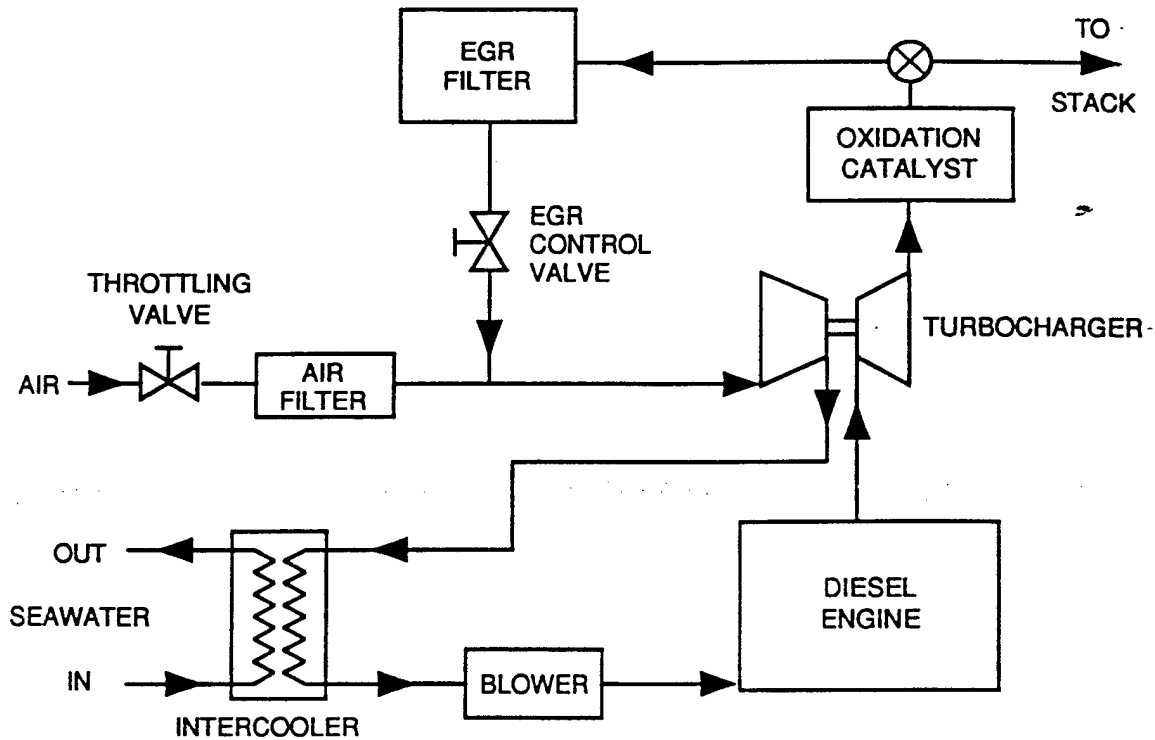 EGR
FILTER
TO
STACK
OXIDATION
CATALYST
EGR
CONTROL
VALVE
THROTTLING
VALVE
TURBOCHARGER
AIR
AIR
FILTER
OUT
SEAWATER
IN
DIESEL
ENGINE
BLOWER
INTERCOOLER